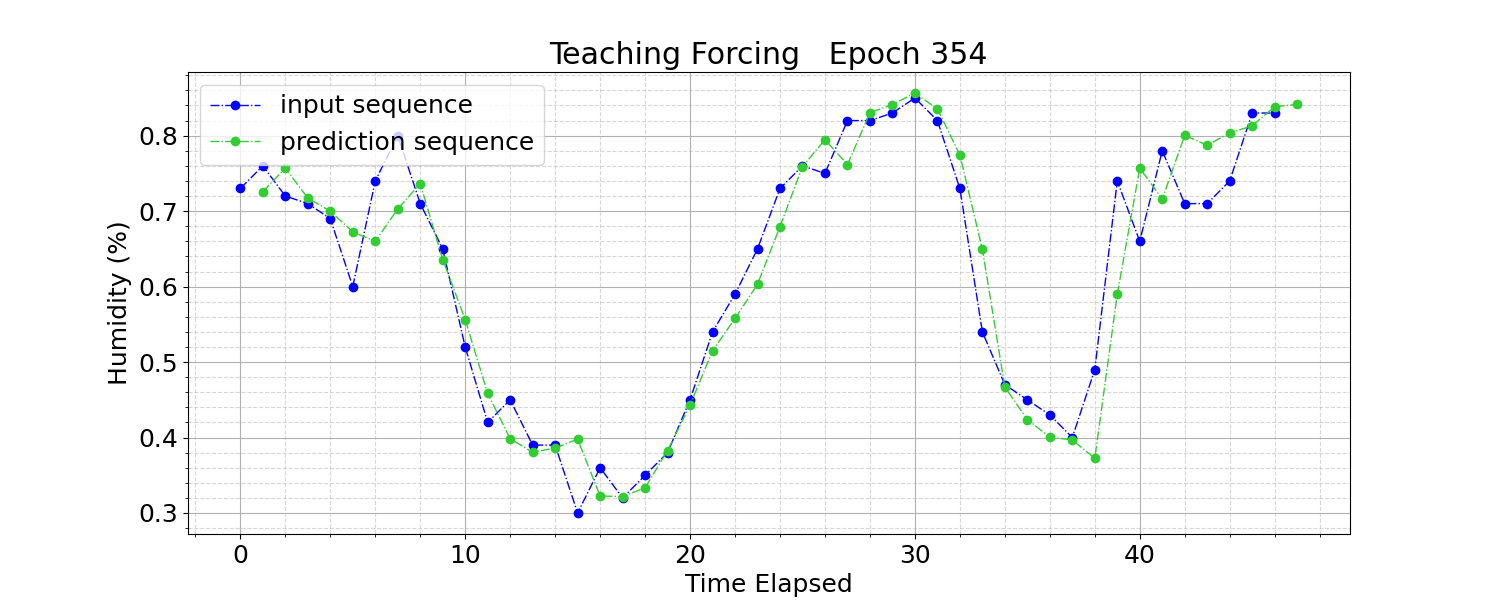 Teaching Forcing   Epoch 354
input sequence
prediction sequence
Humidity (%)
0.8
0.7
0.6
0.5
0.4
0.3
0 10 20 30 40
Time Elapsed